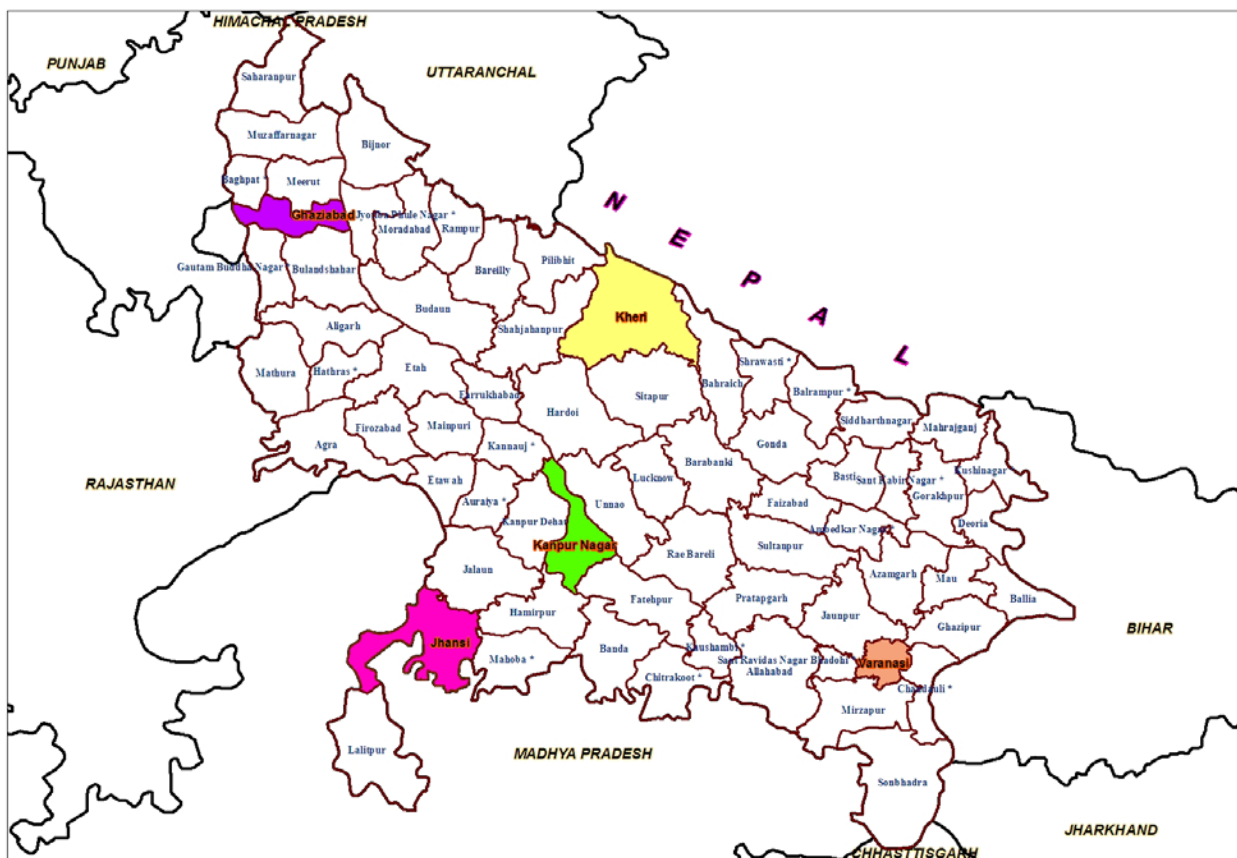 HIMACHAL PRADESH
PUNJAB
UTTARANCHAL
Saharanpur
Muzaffarnagar
Bijnor
Baghpat *
Meerut
N
E
P
A
L
Ghaziabad
Jyotiba Phule Nagar *
Moradabad
Rampur
Gautam Buddha Nagar *
Bulandshahar
Bareilly
Pilibhit
Budaun
Kheri
Aligarh
Shahjahanpur
Mathura
Hathras *
Etah
Farrukhabad
Hardoi
Sitapur
Bahraich
Shrawasti *
Balrampur *
Siddharthnagar
Mahrajganj
Agra
Firozabad
Mainpuri
Kannauj *
Gonda
Barabanki
Lucknow
Basti
Sant Kabir Nagar *
Kushinagar
Gorakhpur
RAJASTHAN
Etawah
Auraiya *
Kanpur Dehat
Unnao
Faizabad
Ambedkar Nagar *
Deoria
Kanpur Nagar
Rae Bareli
Sultanpur
Jalaun
Azamgarh
Mau
Ballia
Hamirpur
Fatehpur
Pratapgarh
Jaunpur
Ghazipur
BIHAR
Jhansi
Mahoba *
Banda
Kaushambi *
Sant Ravidas Nagar Bhadohi
Allahabad
Varanasi
Chitrakoot *
Chandauli *
Mirzapur
Lalitpur
MADHYA PRADESH
Sonbhadra
JHARKHAND
CHHASTTISGARH